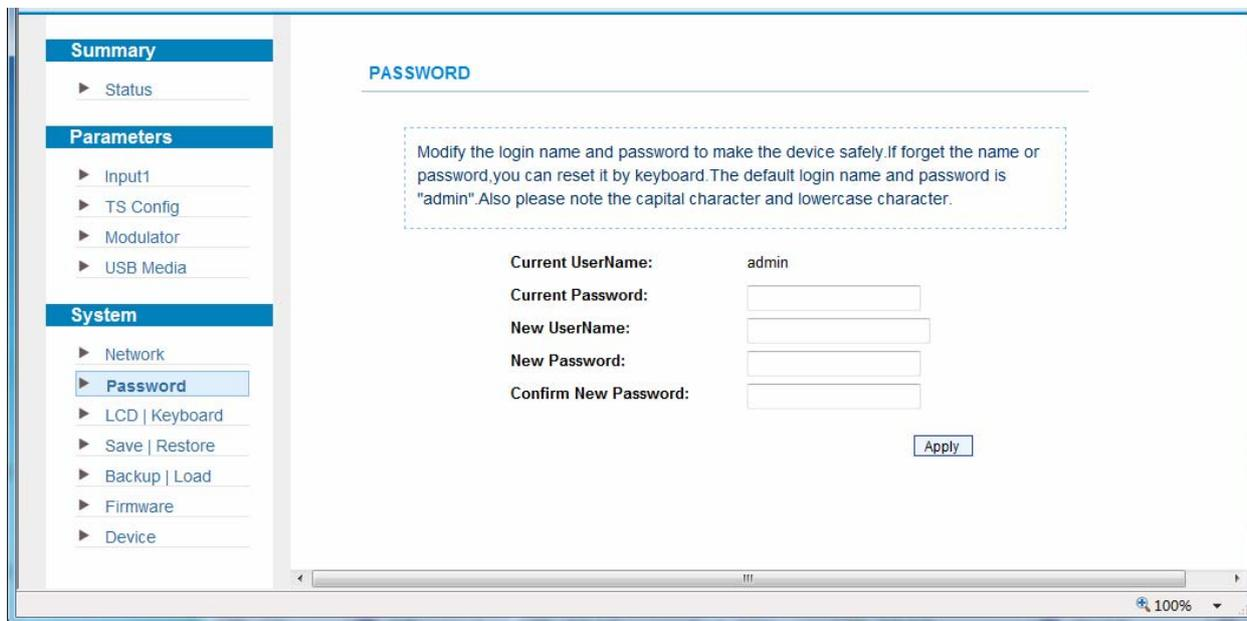 Summary
Status
Parameters
Input1
TS Config
Modulator
USB Media
System
Network
Password
LCD | Keyboard
Save | Restore
Backup | Load
Firmware
Device
PASSWORD
Modify the login name and password to make the device safely.If forget the name or
password,you can reset it by keyboard.The default login name and password is
"admin".Also please note the capital character and lowercase character.
Current UserName: admin
Current Password:
New UserName:
New Password:
Confirm New Password:
Apply
100%